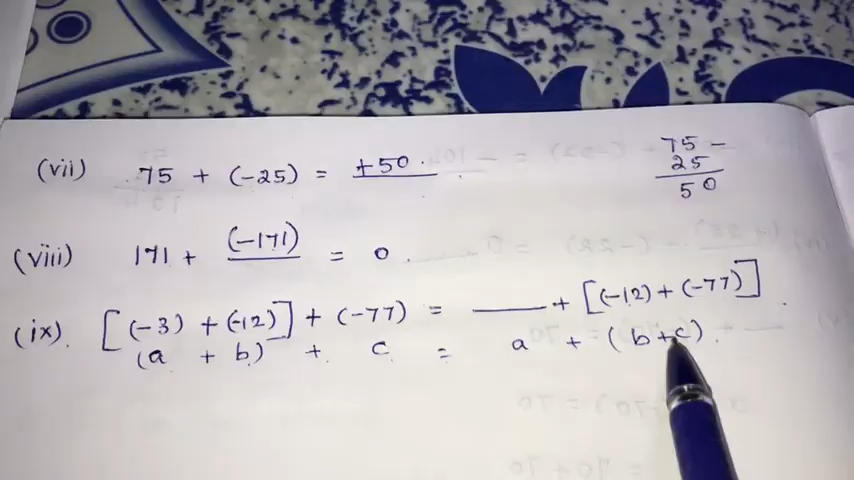 (vii) 75 + (-25) = +50.
75 -
25
50
(viii) 171 + (-171) = 0.
(ix). [(-3) + (-12)] + (-77) = ____ + [(-12) + (-77)].
(a + b) + c = a + (b+c)